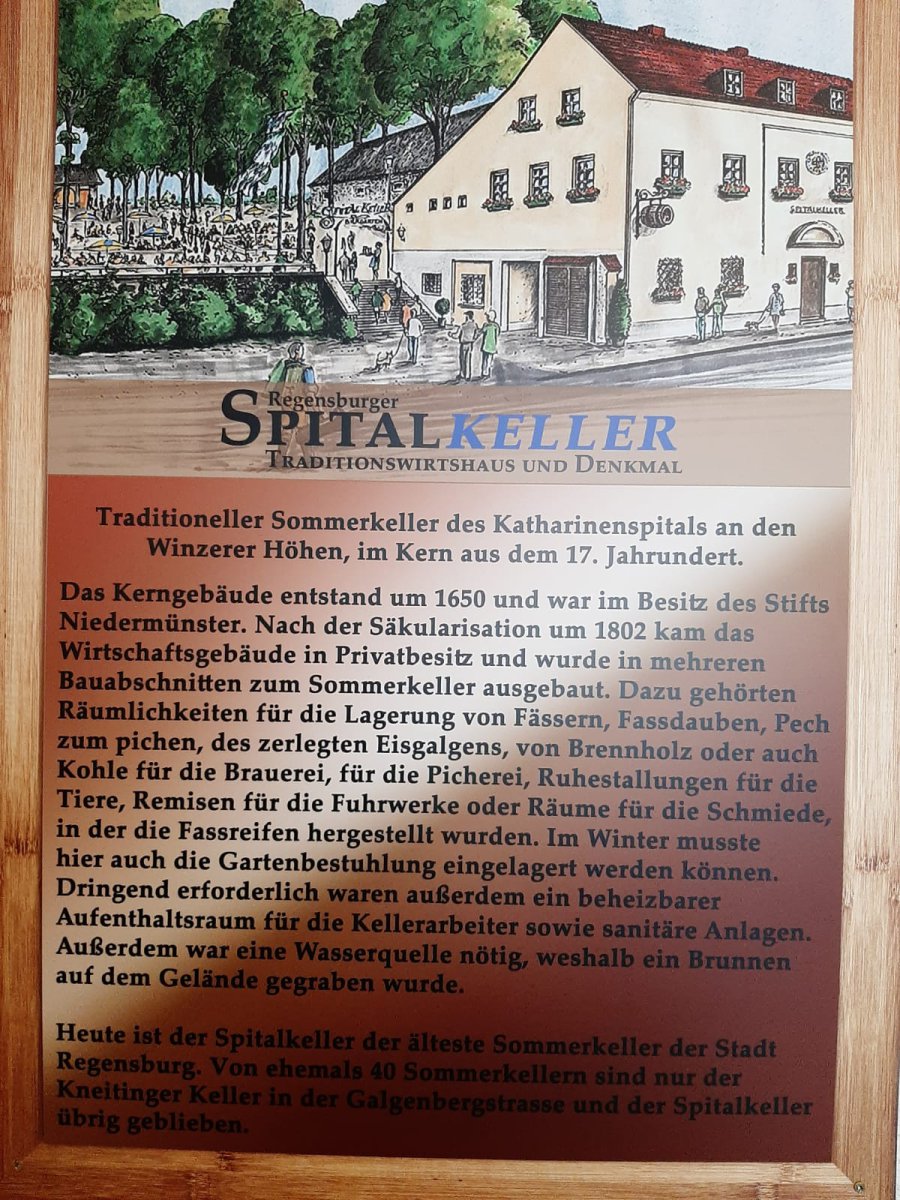 SPITALKELLER
Regensburger
SPITALKELLER
TRADITIONSWIRTSHAUS UND DENKMAL
Traditioneller Sommerkeller des Katharinenspitals an den
Winzerer Höhen, im Kern aus dem 17. Jahrundert.
Das Kerngebäude entstand um 1650 und war im Besitz des Stifts
Niedermünster. Nach der Säkularisation um 1802 kam das
Wirtschaftsgebäude in Privatbesitz und wurde in mehreren
Bauabschnitten zum Sommerkeller ausgebaut. Dazu gehörten
Räumlichkeiten für die Lagerung von Fässern, Fassdauben, Pech
zum pichen, des zerlegten Eisgalgens, von Brennholz oder auch
Kohle für die Brauerei, für die Picherei, Ruhestallungen für die
Tiere, Remisen für die Fuhrwerke oder Räume für die Schmiede,
in der die Fassreifen hergestellt wurden. Im Winter musste
hier auch die Gartenbestuhlung eingelagert werden können.
Dringend erforderlich waren außerdem ein beheizbarer
Aufenthaltsraum für die Kellerarbeiter sowie sanitäre Anlagen.
Außerdem war eine Wasserquelle nötig, weshalb ein Brunnen
auf dem Gelände gegraben wurde.
Heute ist der Spitalkeller der älteste Sommerkeller der Stadt
Regensburg. Von ehemals 40 Sommerkellern sind nur der
Kneitinger Keller in der Galgenbergstrasse und der Spitalkeller
übrig geblieben.